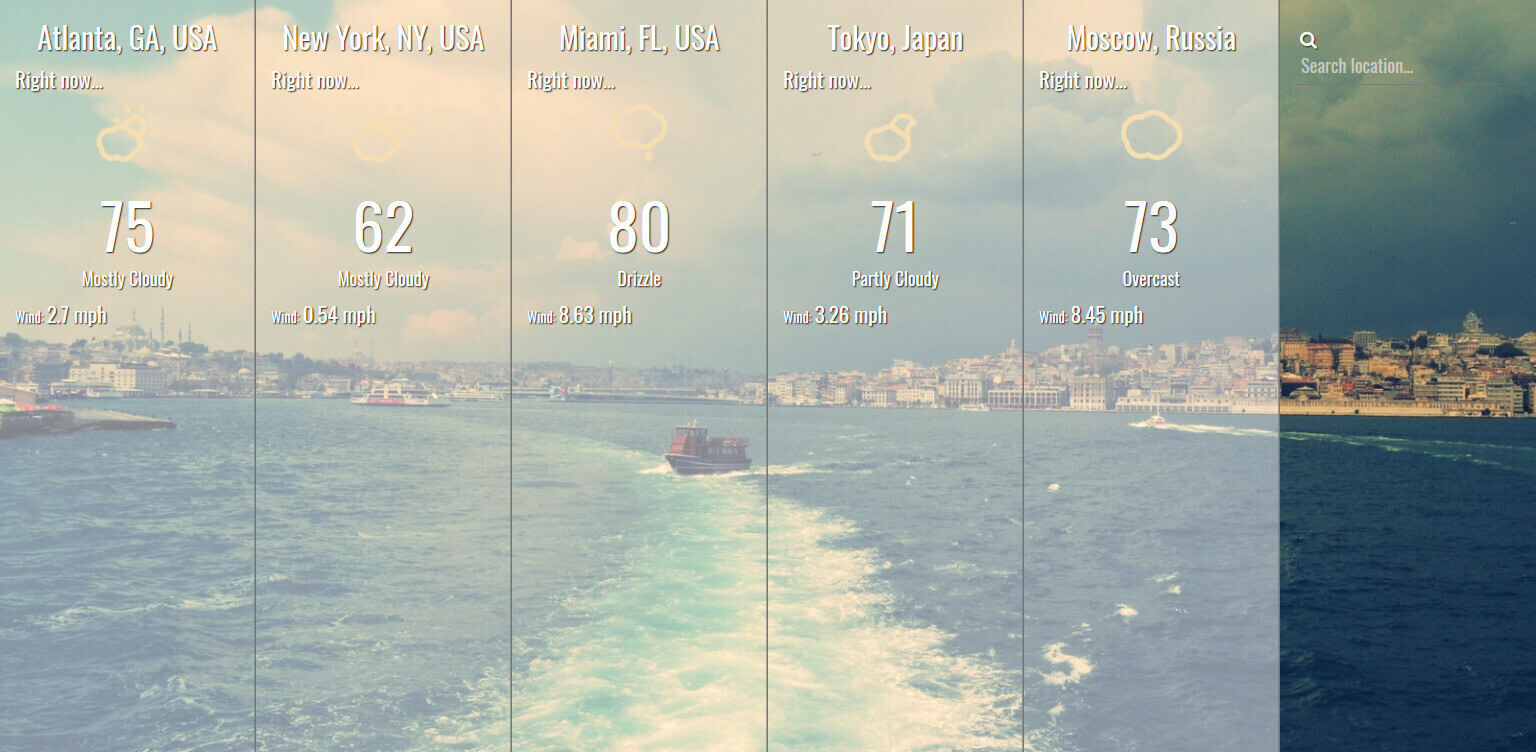 Atlanta, GA, USA
Right now...
75
Mostly Cloudy
Wind: 2.7 mph
New York, NY, USA
Right now...
62
Mostly Cloudy
Wind: 0.54 mph
Miami, FL, USA
Right now...
80
Drizzle
Wind: 8.63 mph
Tokyo, Japan
Right now...
71
Partly Cloudy
Wind: 3.26 mph
Moscow, Russia
Right now...
73
Overcast
Wind: 8.45 mph
Search location...